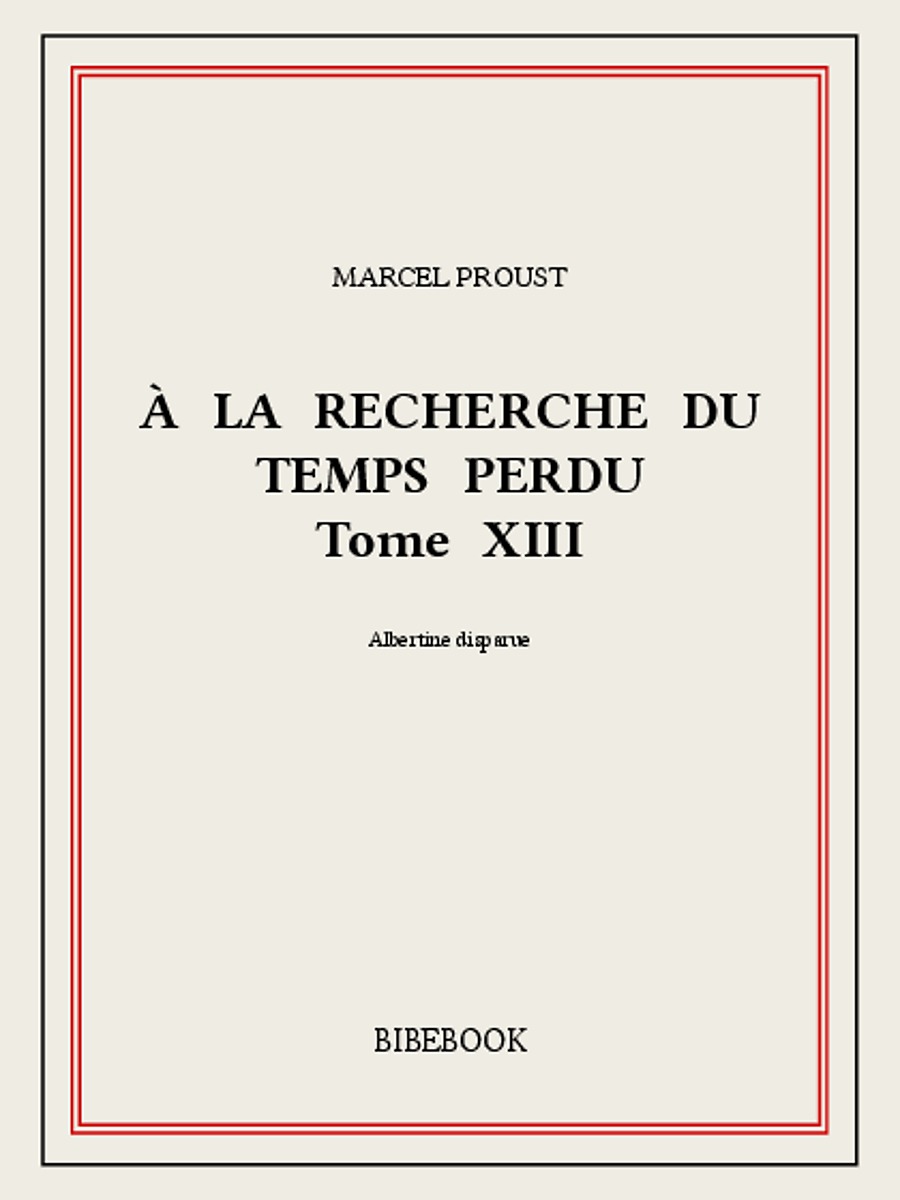 MARCEL PROUST
À LA RECHERCHE DU
TEMPS PERDU
Tome XIII
Albertine disparue
BIBEBOOK